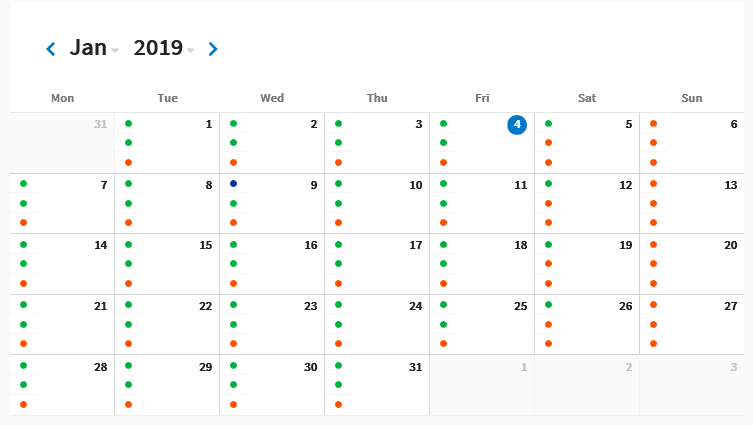 Jan 2019
Mon Tue Wed Thu Fri Sat Sun
31 1 2 3 4 5 6
7 8 9 10 11 12 13
14 15 16 17 18 19 20
21 22 23 24 25 26 27
28 29 30 31 1 2 3